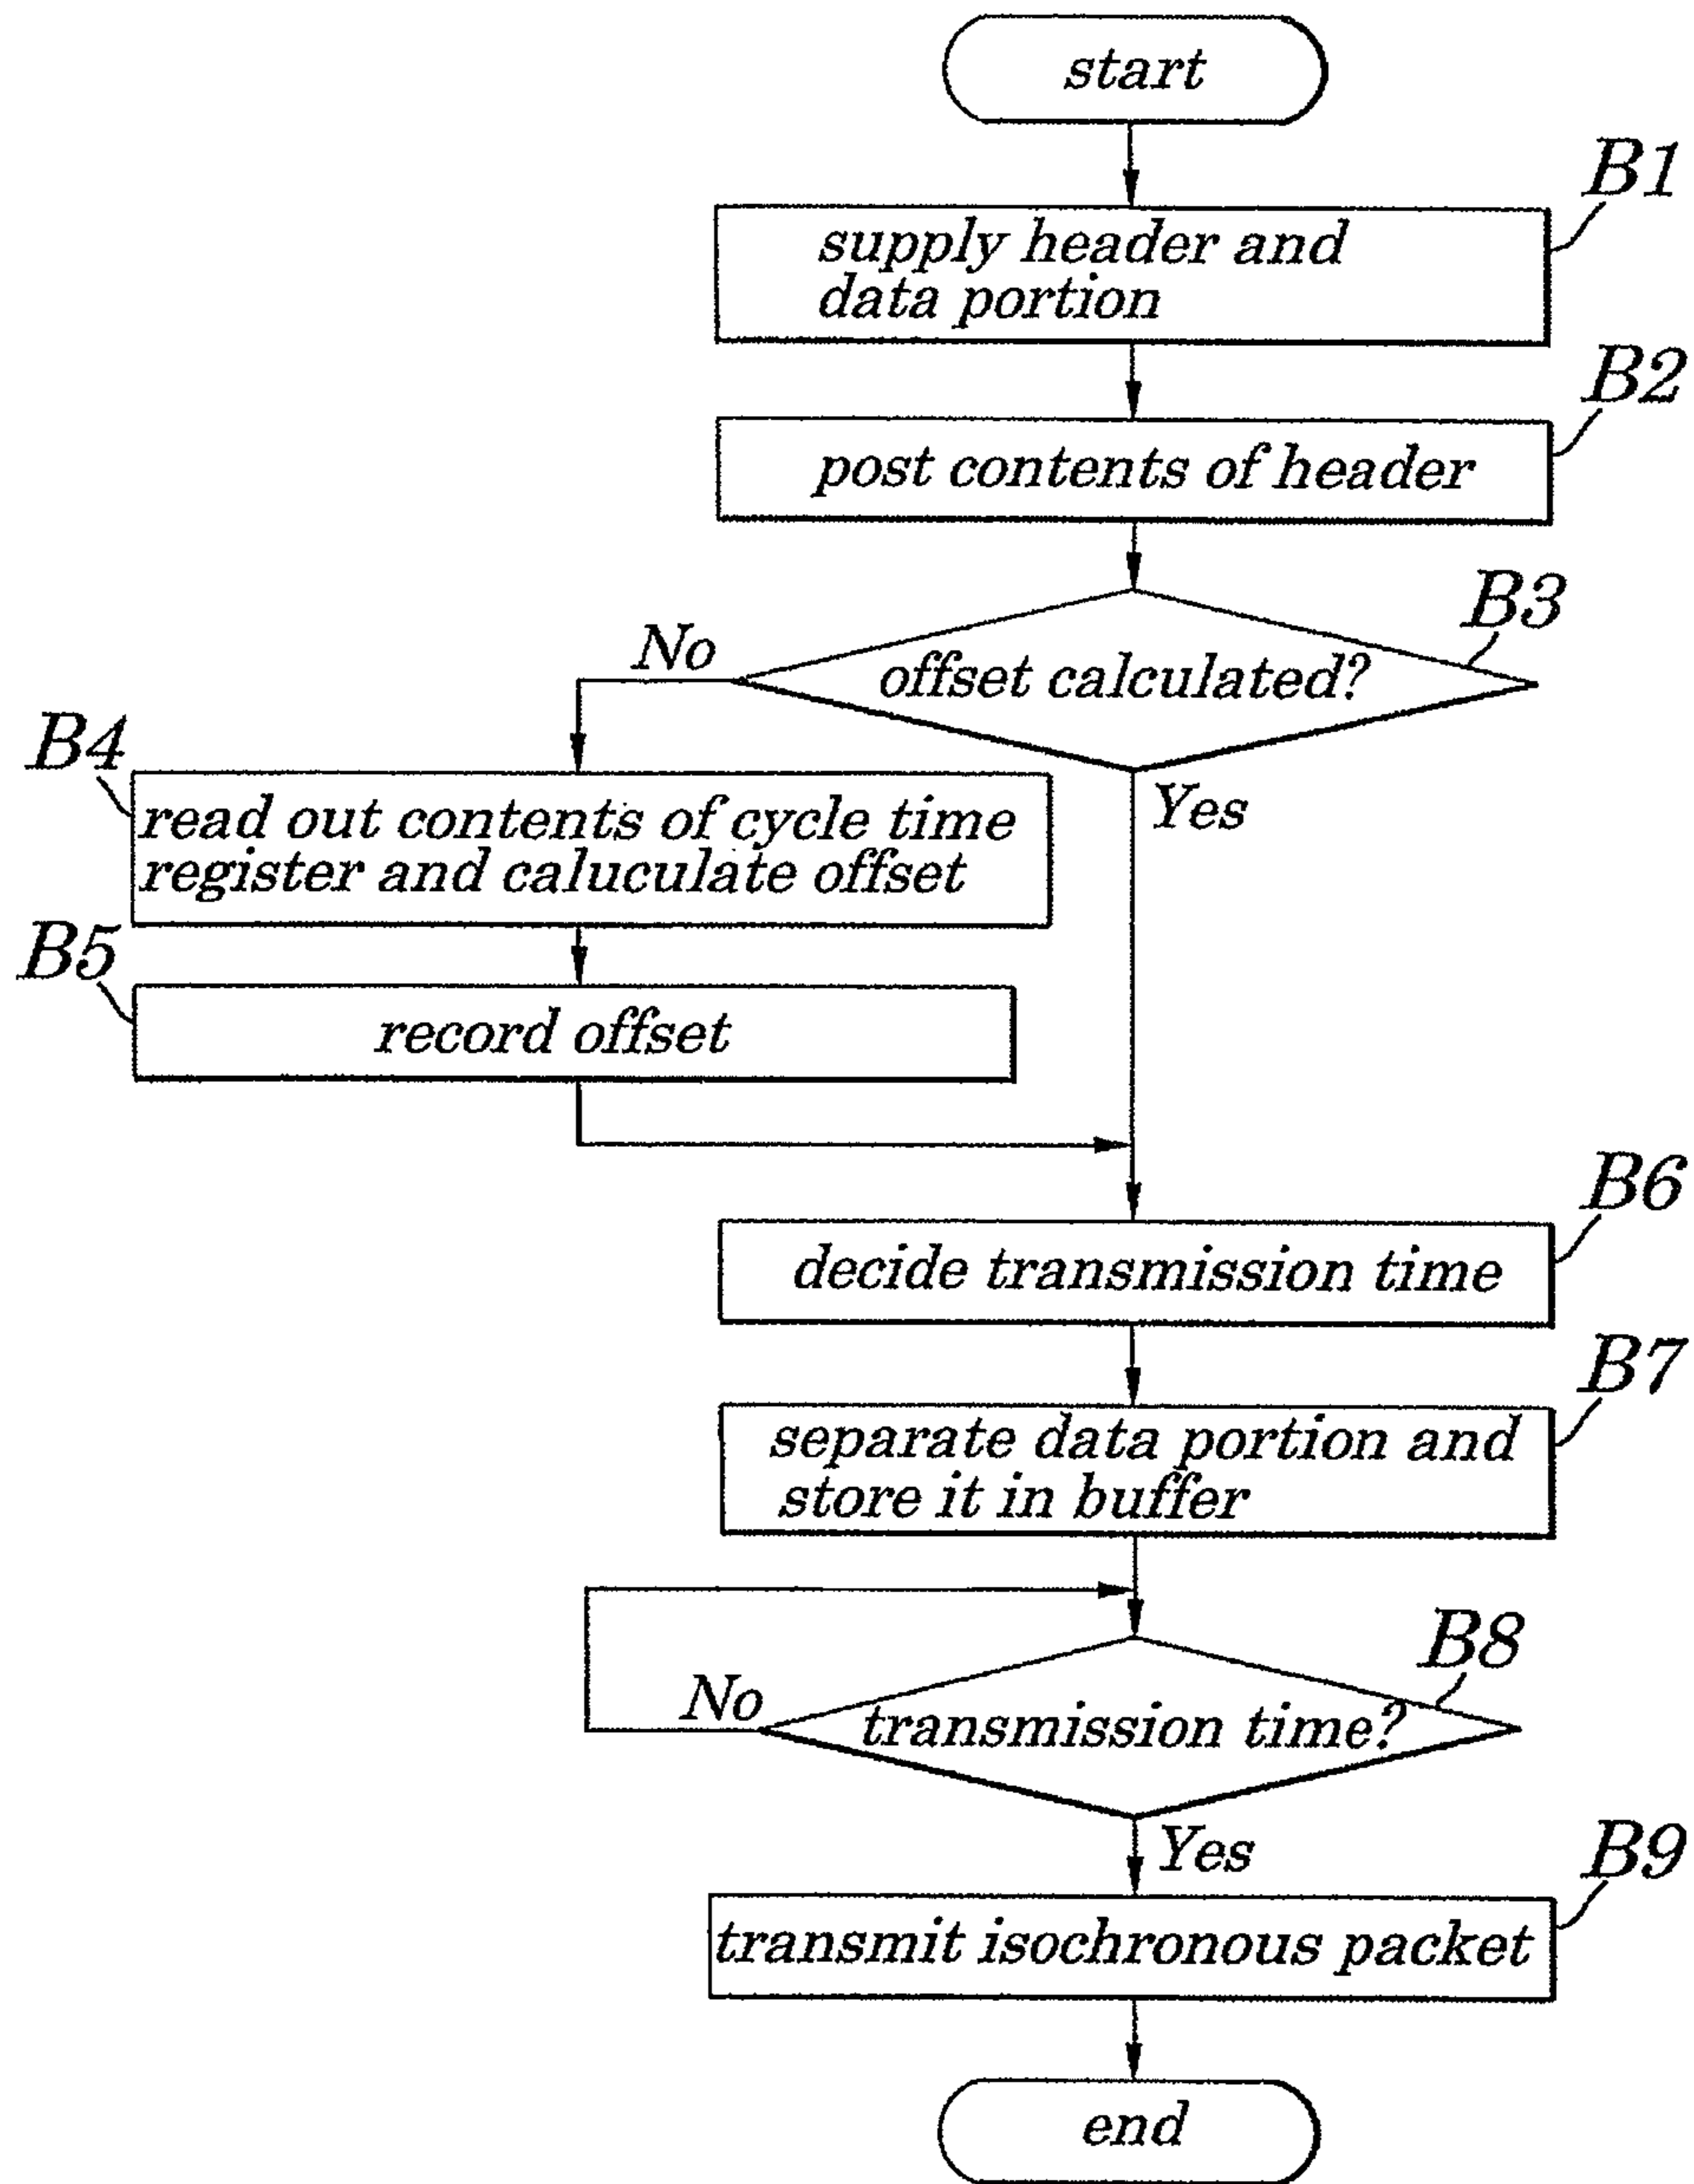 start
B1
supply header and
data portion
B2
post contents of header
B3
offset calculated?
No
Yes
B4
read out contents of cycle time
register and caluculate offset
B5
record offset
B6
decide transmission time
B7
separate data portion and
store it in buffer
B8
transmission time?
No
Yes
B9
transmit isochronous packet
end